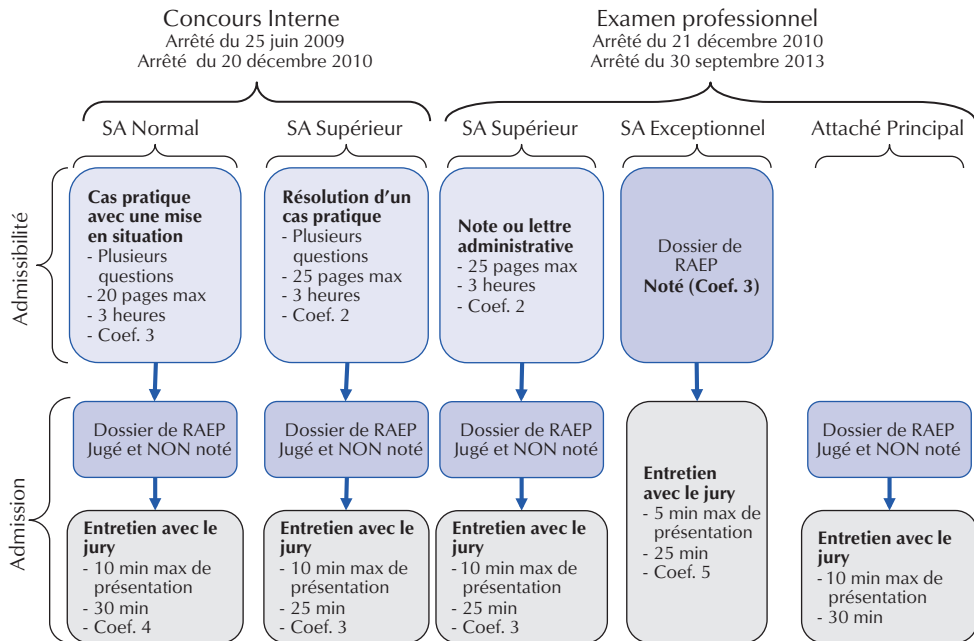 Concours Interne
Arrêté du 25 juin 2009
Arrêté du 20 décembre 2010
Examen professionnel
Arrêté du 21 décembre 2010
Arrêté du 30 septembre 2013
SA Normal
SA Supérieur
SA Supérieur
SA Exceptionnel
Attaché Principal
Admissibilité
Cas pratique
avec une mise
en situation
- Plusieurs
questions
- 20 pages max
- 3 heures
- Coef. 3
Résolution d'un
cas pratique
- Plusieurs
questions
- 25 pages max
- 3 heures
- Coef. 2
Note ou lettre
administrative
- 25 pages max
- 3 heures
- Coef. 2
Dossier de
RAEP
Noté (Coef. 3)
Admission
Dossier de RAEP
Jugé et NON noté
Dossier de RAEP
Jugé et NON noté
Dossier de RAEP
Jugé et NON noté
Dossier de RAEP
Jugé et NON noté
Entretien avec le
jury
- 10 min max de
présentation
- 30 min
- Coef. 4
Entretien avec le
jury
- 10 min max de
présentation
- 25 min
- Coef. 3
Entretien avec le
jury
- 10 min max de
présentation
- 25 min
- Coef. 3
Entretien
avec le jury
- 5 min max de
présentation
- 25 min
- Coef. 5
Entretien avec le
jury
- 10 min max de
présentation
- 30 min